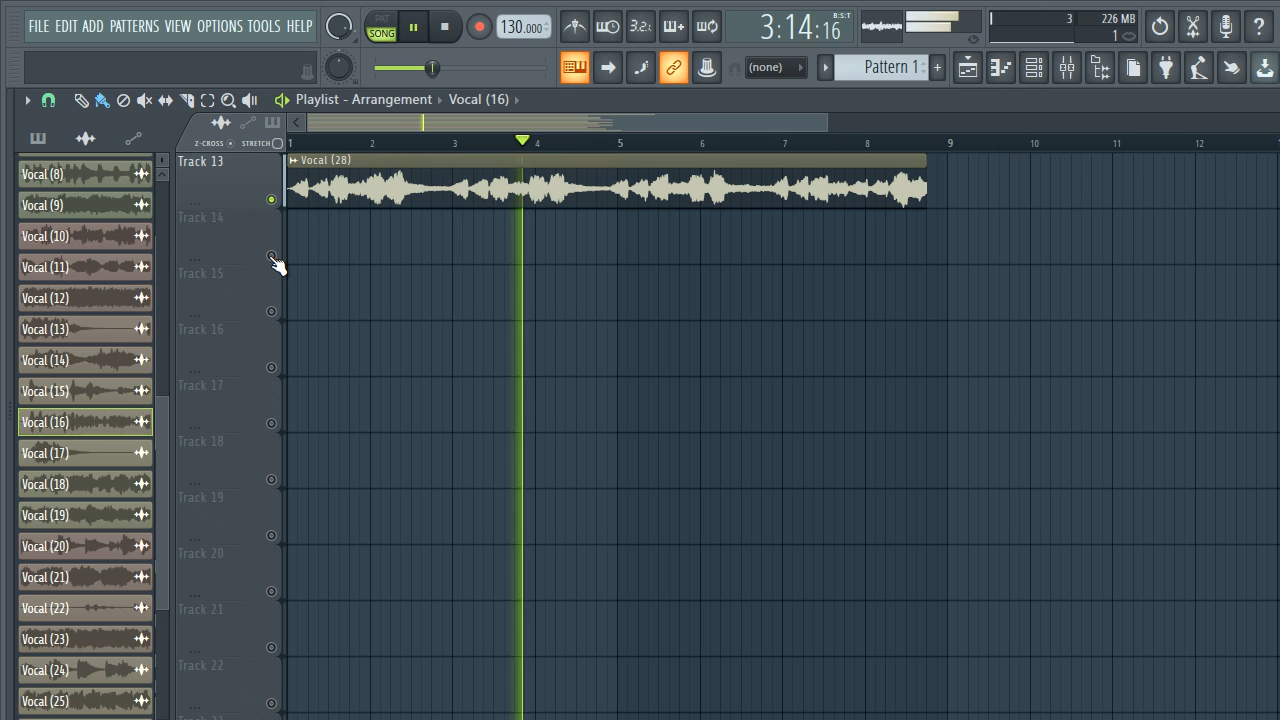 FILE EDIT ADD PATTERNS VIEW OPTIONS TOOLS HELP
PAT
SONG
130.000
3.2.
3:14:16
B:S:T
3
226 MB
1
?
(none)
Pattern 1
+
Playlist - Arrangement
Vocal (16)
Z-CROSS
STRETCH
1 2 3 4 5 6 7 8 9 10 11 12
Track 13
Vocal (28)
Vocal (8)
Vocal (9)
Track 14
Vocal (10)
Vocal (11)
Track 15
Vocal (12)
Vocal (13)
Track 16
Vocal (14)
Track 17
Vocal (15)
Vocal (16)
Track 18
Vocal (17)
Vocal (18)
Track 19
Vocal (19)
Vocal (20)
Track 20
Vocal (21)
Vocal (22)
Track 21
Vocal (23)
Vocal (24)
Track 22
Vocal (25)